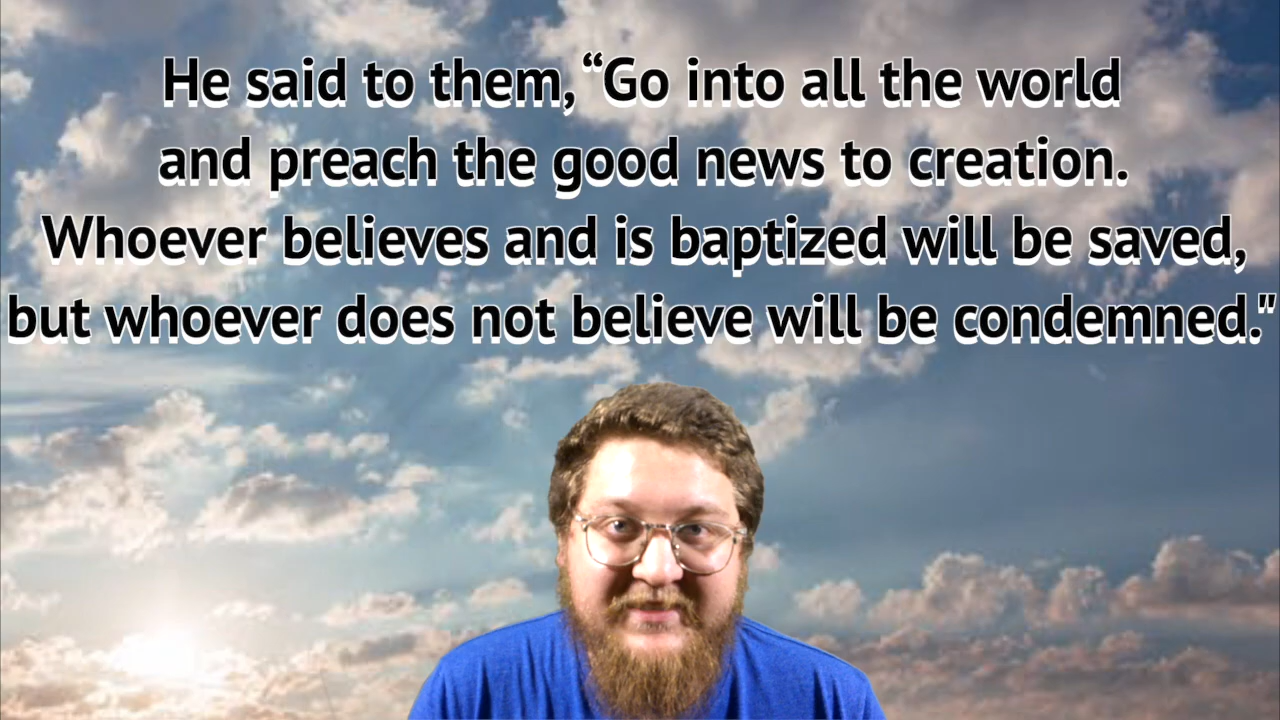 He said to them, “Go into all the world
and preach the good news to creation.
Whoever believes and is baptized will be saved,
but whoever does not believe will be condemned."